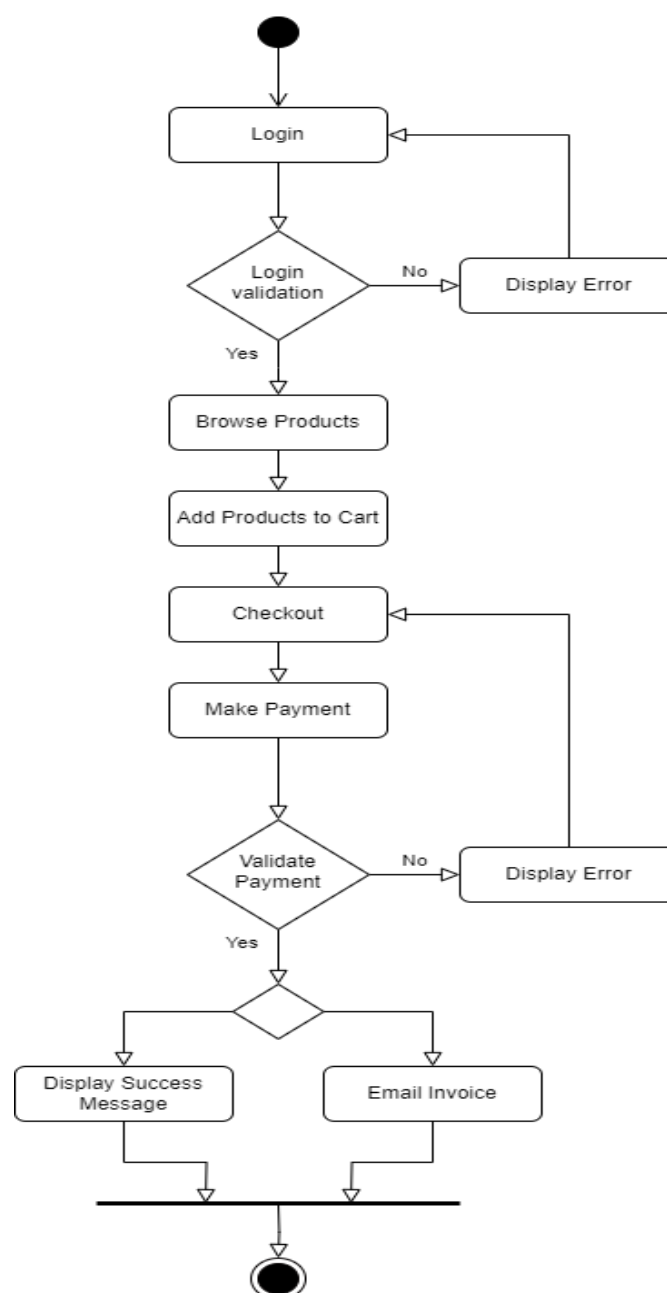 Login
Login
validation
No
Display Error
Yes
Browse Products
Add Products to Cart
Checkout
Make Payment
Validate
Payment
No
Display Error
Yes
Display Success
Message
Email Invoice